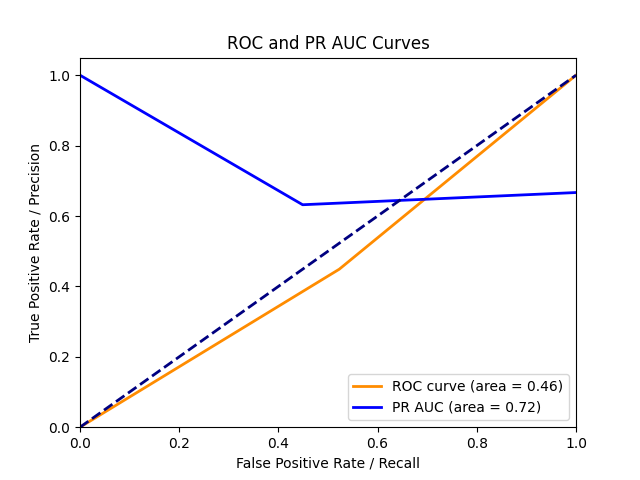 ROC and PR AUC Curves
True Positive Rate / Precision
1.0
0.8
0.6
0.4
0.2
0.0
ROC curve (area = 0.46)
PR AUC (area = 0.72)
0.0 0.2 0.4 0.6 0.8 1.0
False Positive Rate / Recall